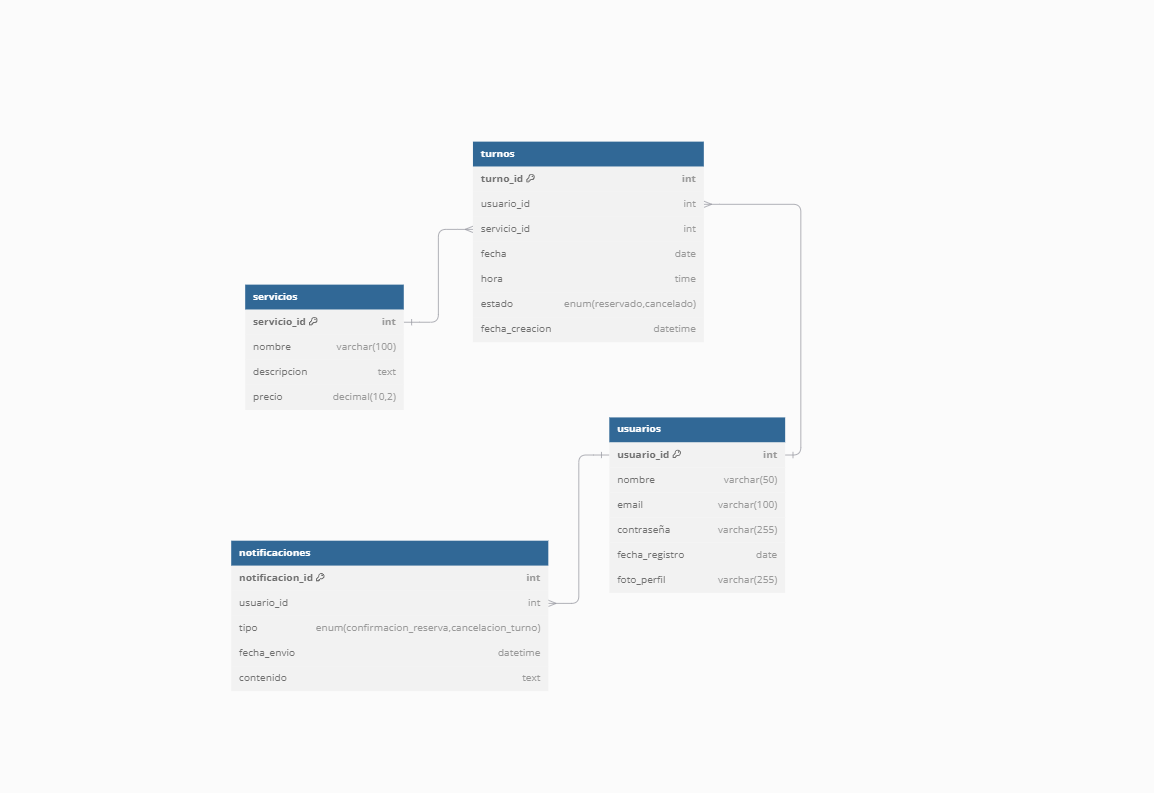 turnos
turno_id int
usuario_id int
servicio_id int
fecha date
hora time
estado enum(reservado,cancelado)
fecha_creacion datetime
servicios
servicio_id int
nombre varchar(100)
descripcion text
precio decimal(10,2)
usuarios
usuario_id int
nombre varchar(50)
email varchar(100)
contraseña varchar(255)
fecha_registro date
foto_perfil varchar(255)
notificaciones
notificacion_id int
usuario_id int
tipo enum(confirmacion_reserva,cancelacion_turno)
fecha_envio datetime
contenido text